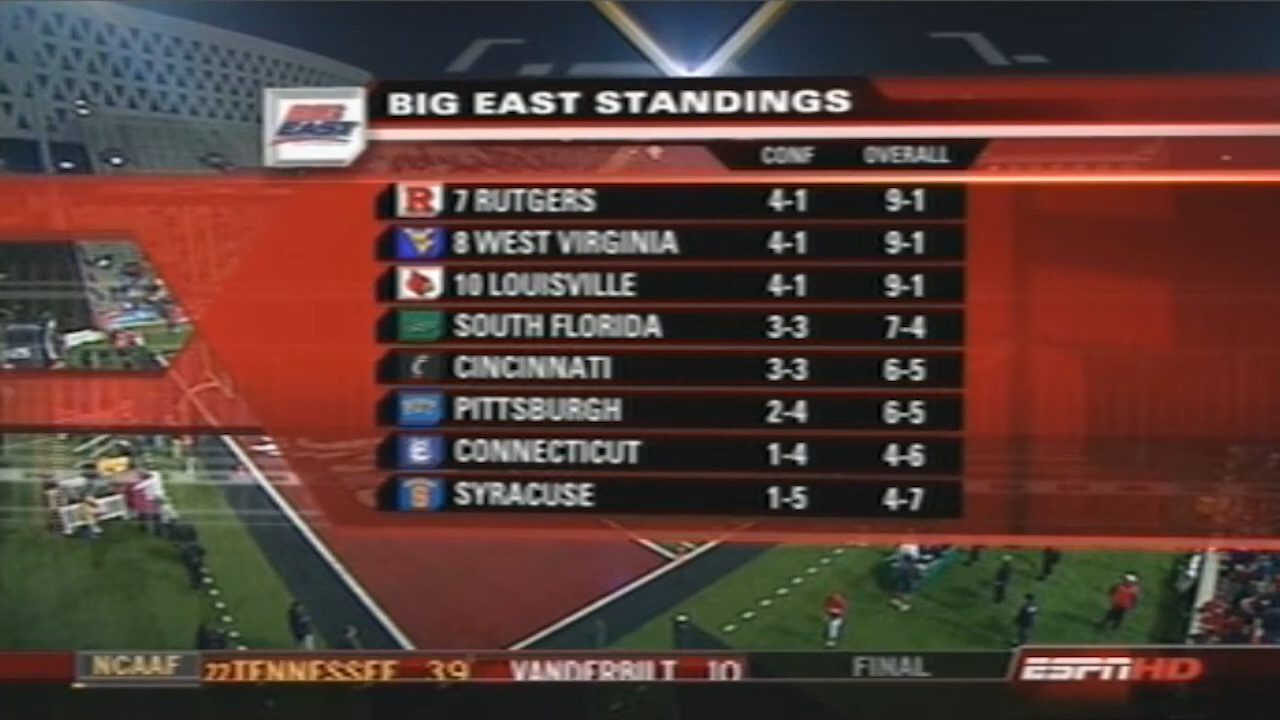 BIG EAST STANDINGS
BIG EAST
CONF OVERALL
R 7 RUTGERS 4-1 9-1
8 WEST VIRGINIA 4-1 9-1
10 LOUISVILLE 4-1 9-1
SOUTH FLORIDA 3-3 7-4
C CINCINNATI 3-3 6-5
PITTSBURGH 2-4 6-5
CONNECTICUT 1-4 4-6
S SYRACUSE 1-5 4-7
NCAAF 22 TENNESSEE 39 VANDERBILT 10 FINAL ESPN HD